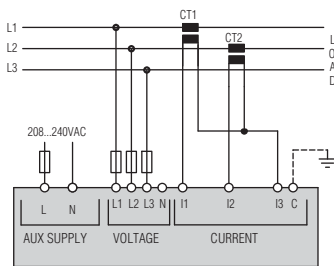 CT1
L1
L2
CT2
L3
L
O
A
D
208...240VAC
L N L1 L2 L3 N I1 I2 I3 C
AUX SUPPLY VOLTAGE CURRENT